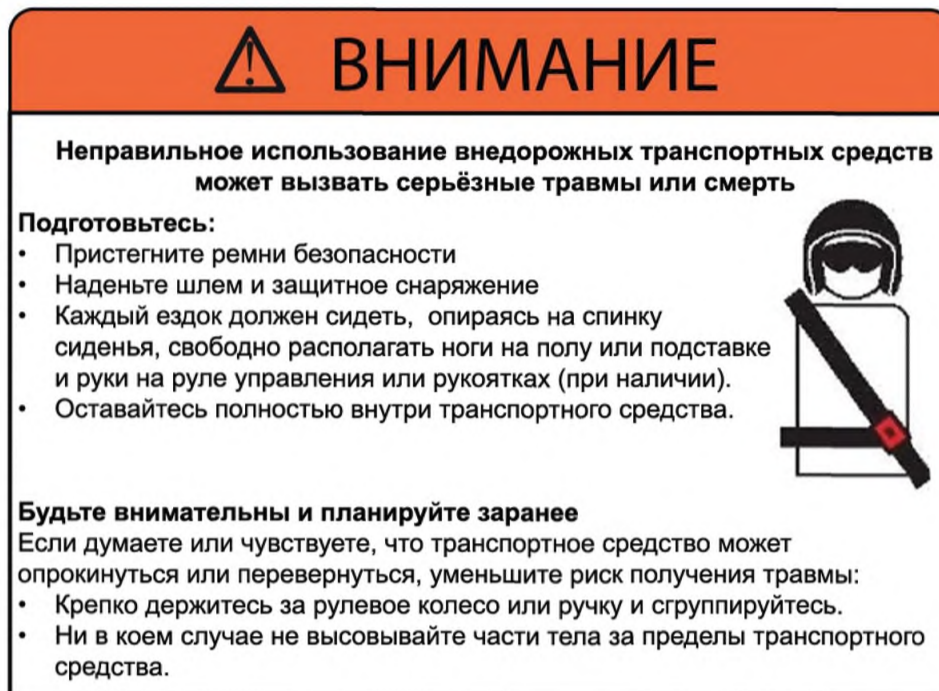 ВНИМАНИЕ
Неправильное использование внедорожных транспортных средств
может вызвать серьёзные травмы или смерть
Подготовьтесь:
• Пристегните ремни безопасности
• Наденьте шлем и защитное снаряжение
• Каждый ездок должен сидеть, опираясь на спинку
сиденья, свободно располагать ноги на полу или подставке
и руки на руле управления или рукоятках (при наличии).
• Оставайтесь полностью внутри транспортного средства.
Будьте внимательны и планируйте заранее
Если думаете или чувствуете, что транспортное средство может
опрокинуться или перевернуться, уменьшите риск получения травмы:
• Крепко держитесь за рулевое колесо или ручку и сгруппируйтесь.
• Ни в коем случае не высовывайте части тела за пределы транспортного
средства.